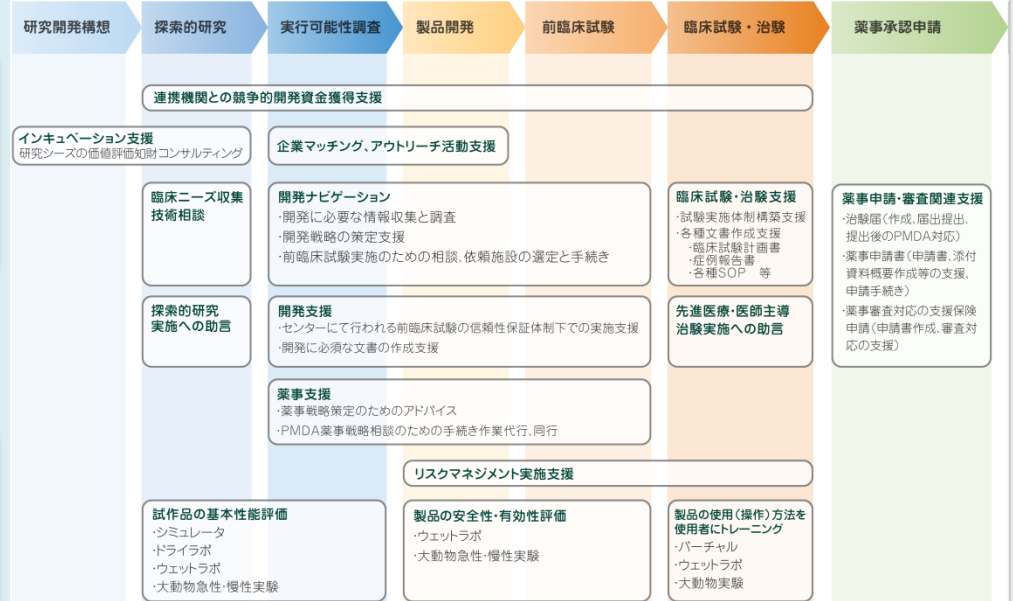 研究開発構想
探索的研究
実行可能性調査
製品開発
前臨床試験
臨床試験・治験
薬事承認申請
連携機関との競争的開発資金獲得支援
インキュベーション支援
研究シーズの価値評価知財コンサルティング
企業マッチング、アウトリーチ活動支援
臨床ニーズ収集
技術相談
開発ナビゲーション
・開発に必要な情報収集と調査
・開発戦略の策定支援
・前臨床試験実施のための相談、依頼施設の選定と手続き
臨床試験・治験支援
・試験実施体制構築支援
・各種文書作成支援
・臨床試験計画書
・症例報告書
・各種SOP 等
薬事申請・審査関連支援
・治験届(作成、届出提出、
提出後のPMDA対応)
・薬事申請書(申請書、添付
資料概要作成等の支援、
申請手続き)
・薬事審査対応の支援保険
申請(申請書作成、審査対
応の支援)
探索的研究
実施への助言
開発支援
・センターにて行われる前臨床試験の信頼性保証体制下での実施支援
・開発に必須な文書の作成支援
先進医療・医師主導
治験実施への助言
薬事支援
・薬事戦略策定のためのアドバイス
・PMDA薬事戦略相談のための手続き作業代行、同行
リスクマネジメント実施支援
試作品の基本性能評価
・シミュレータ
・ドライラボ
・ウェットラボ
・大動物急性・慢性実験
製品の安全性・有効性評価
・ウェットラボ
・大動物急性・慢性実験
製品の使用(操作)方法を
使用者にトレーニング
・バーチャル
・ウェットラボ
・大動物実験